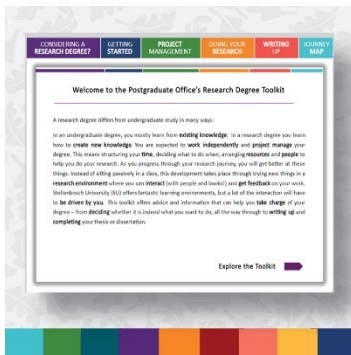 CONSIDERING A RESEARCH DEGREE?
GETTING STARTED
PROJECT MANAGEMENT
DOING YOUR RESEARCH
WRITING UP
JOURNEY MAP
Welcome to the Postgraduate Office's Research Degree Toolkit
A research degree differs from undergraduate study in many ways:
In an undergraduate degree, you mostly learn from existing knowledge; in a research degree you learn
how to create new knowledge. You are expected to work independently and project manage your
degree. This means structuring your time, deciding what to do when, arranging resources and people to
help you do your research. As you progress through your research journey, you will get better at these
things. Instead of sitting passively in a class, this development takes place through trying new things in a
research environment where you can interact (with people and books!) and get feedback on your work.
Stellenbosch University (SU) offers fantastic learning environments, but a lot of the interaction will have
to be driven by you. This toolkit offers advice and information that can help you take charge of your
degree – from deciding whether it is indeed what you want to do, all the way through to writing up and
completing your thesis or dissertation.
Explore the Toolkit